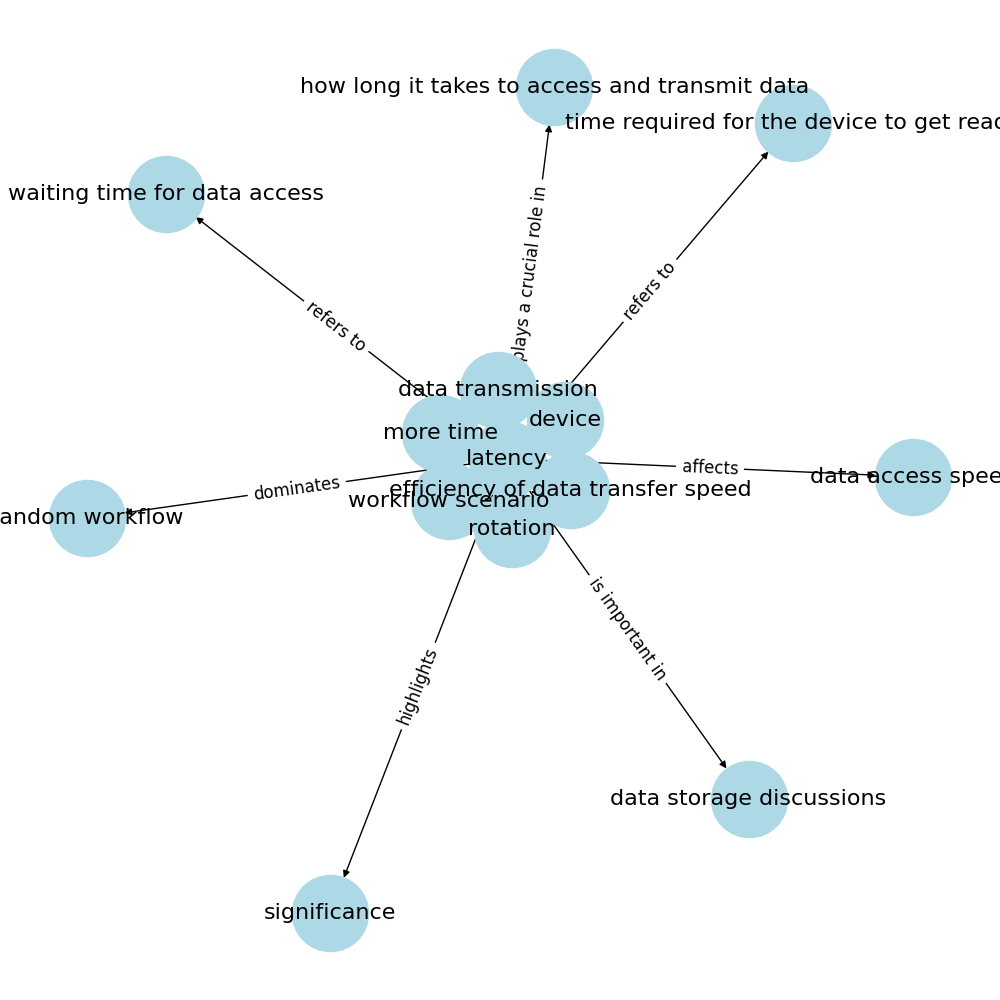 how long it takes to access and transmit data
time required for the device to get read
waiting time for data access
plays a crucial role in
refers to
refers to
data transmission
device
more time
latency
affects
data access spee
efficiency of data transfer speed
dominates
workflow scenario
andom workflow
rotation
is important in
highlights
data storage discussions
significance